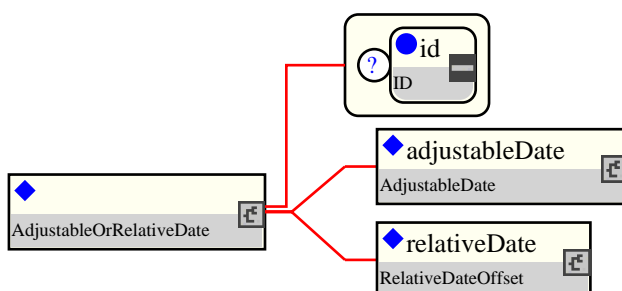 ?
id
ID
adjustableDate
AdjustableDate
AdjustableOrRelativeDate
relativeDate
RelativeDateOffset